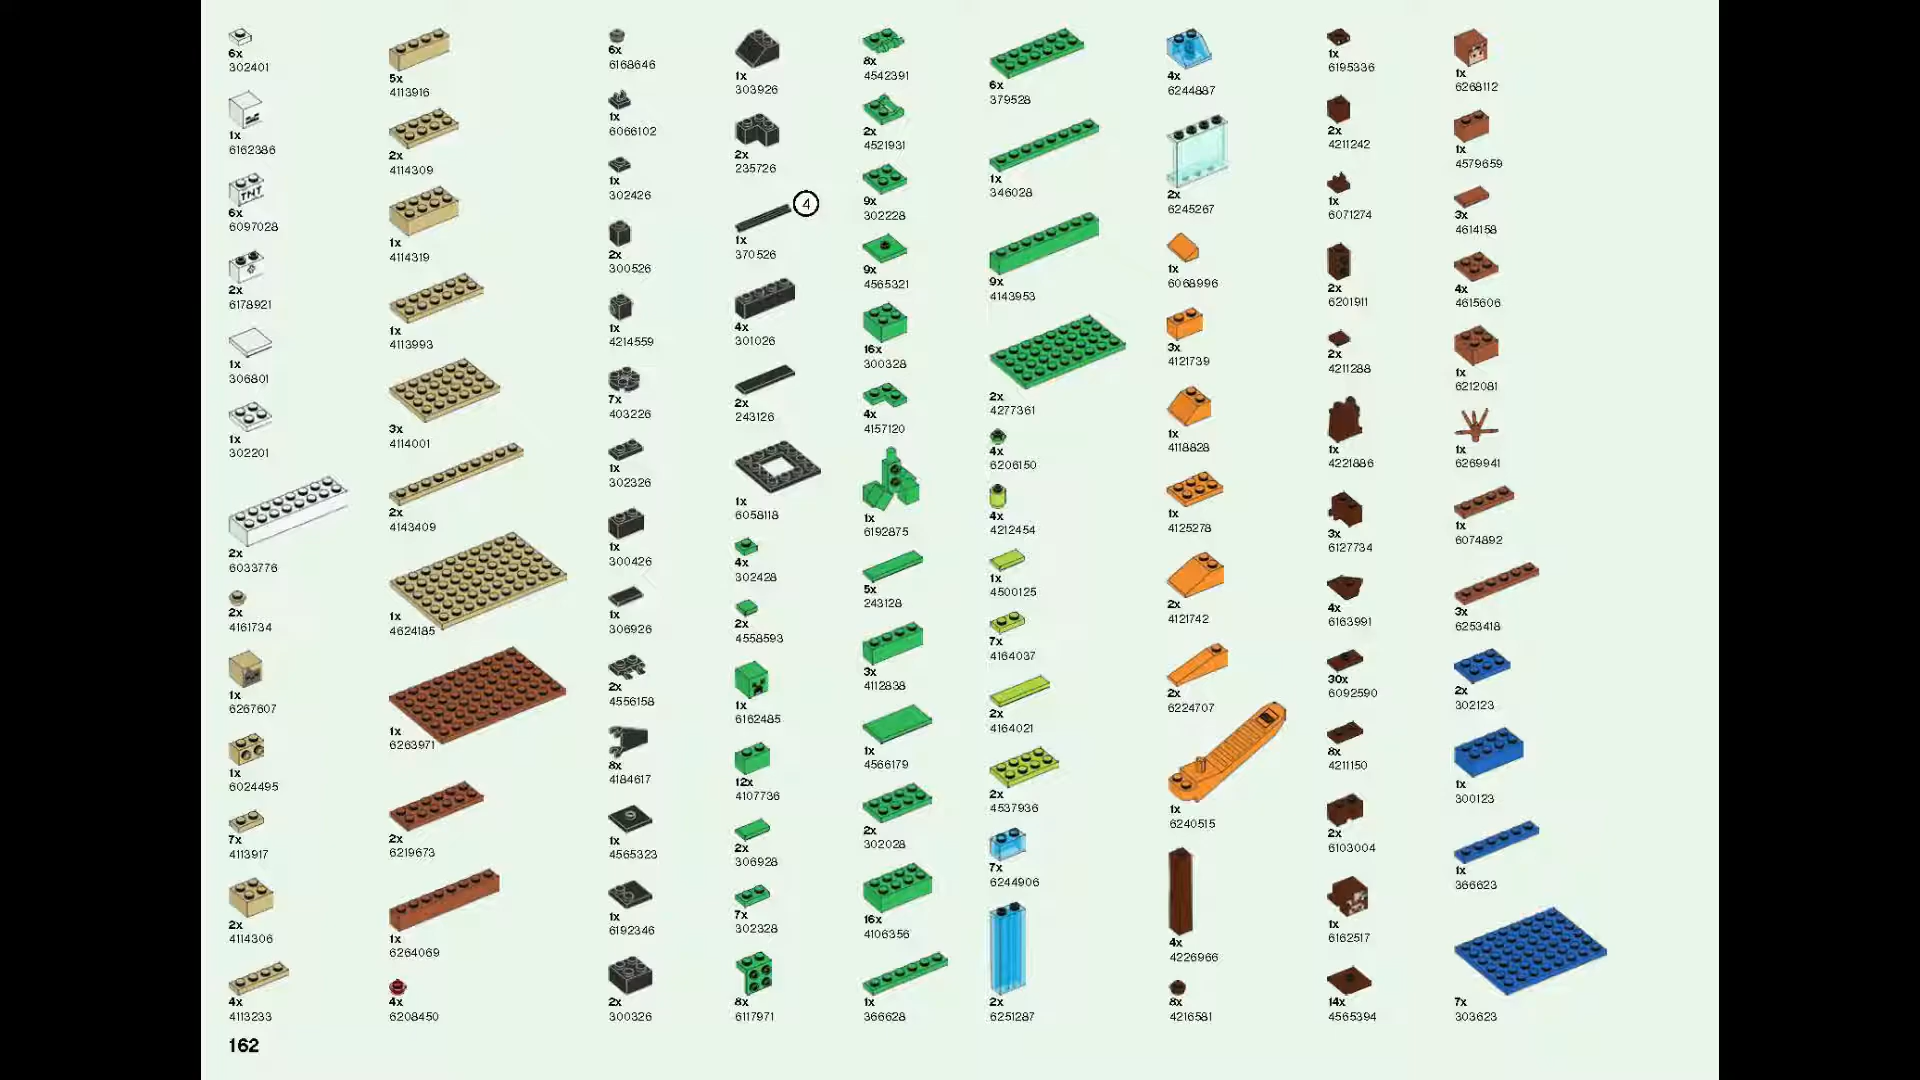 6x
302401
1x
6162386
TNT
6x
6097028
2x
6178921
1x
306801
1x
302201
2x
6033776
2x
4161734
1x
6267607
1x
6024495
7x
4113917
2x
4114306
4x
4113233
5x
4113916
2x
4114309
1x
4114319
1x
4113993
3x
4114001
2x
4143409
1x
4624185
1x
6263971
2x
6219673
1x
6264069
4x
6208450
6x
6168646
1x
6066102
1x
302426
2x
300526
1x
4214559
7x
403226
1x
302326
1x
300426
1x
306926
2x
4556158
8x
4184617
1x
4565323
1x
6192346
2x
300326
1x
303926
2x
235726
4
1x
370526
4x
301026
2x
243126
1x
6058118
4x
302428
2x
4558593
1x
6162485
12x
4107736
2x
306928
7x
302328
8x
6117971
8x
4542391
2x
4521931
9x
302228
9x
4565321
16x
300328
4x
4157120
1x
6192875
5x
243128
3x
4112838
1x
4566179
2x
302028
16x
4106356
1x
366628
6x
379528
1x
346028
9x
4143953
2x
4277361
4x
6206150
4x
4212454
1x
4500125
7x
4164037
2x
4164021
2x
4537936
7x
6244906
2x
6251287
4x
6244887
2x
6245267
1x
6068996
3x
4121739
1x
4118828
1x
4125278
2x
4121742
2x
6224707
1x
6240515
4x
4226966
8x
4216581
1x
6195336
2x
4211242
1x
6071274
2x
6201911
2x
4211288
1x
4221886
3x
6127734
4x
6163991
30x
6092590
8x
4211150
2x
6103004
1x
6162517
14x
4565394
1x
6268112
1x
4579659
3x
4614158
4x
4615606
1x
6212081
1x
6269941
1x
6074892
3x
6253418
2x
302123
1x
300123
1x
366623
7x
303623
162